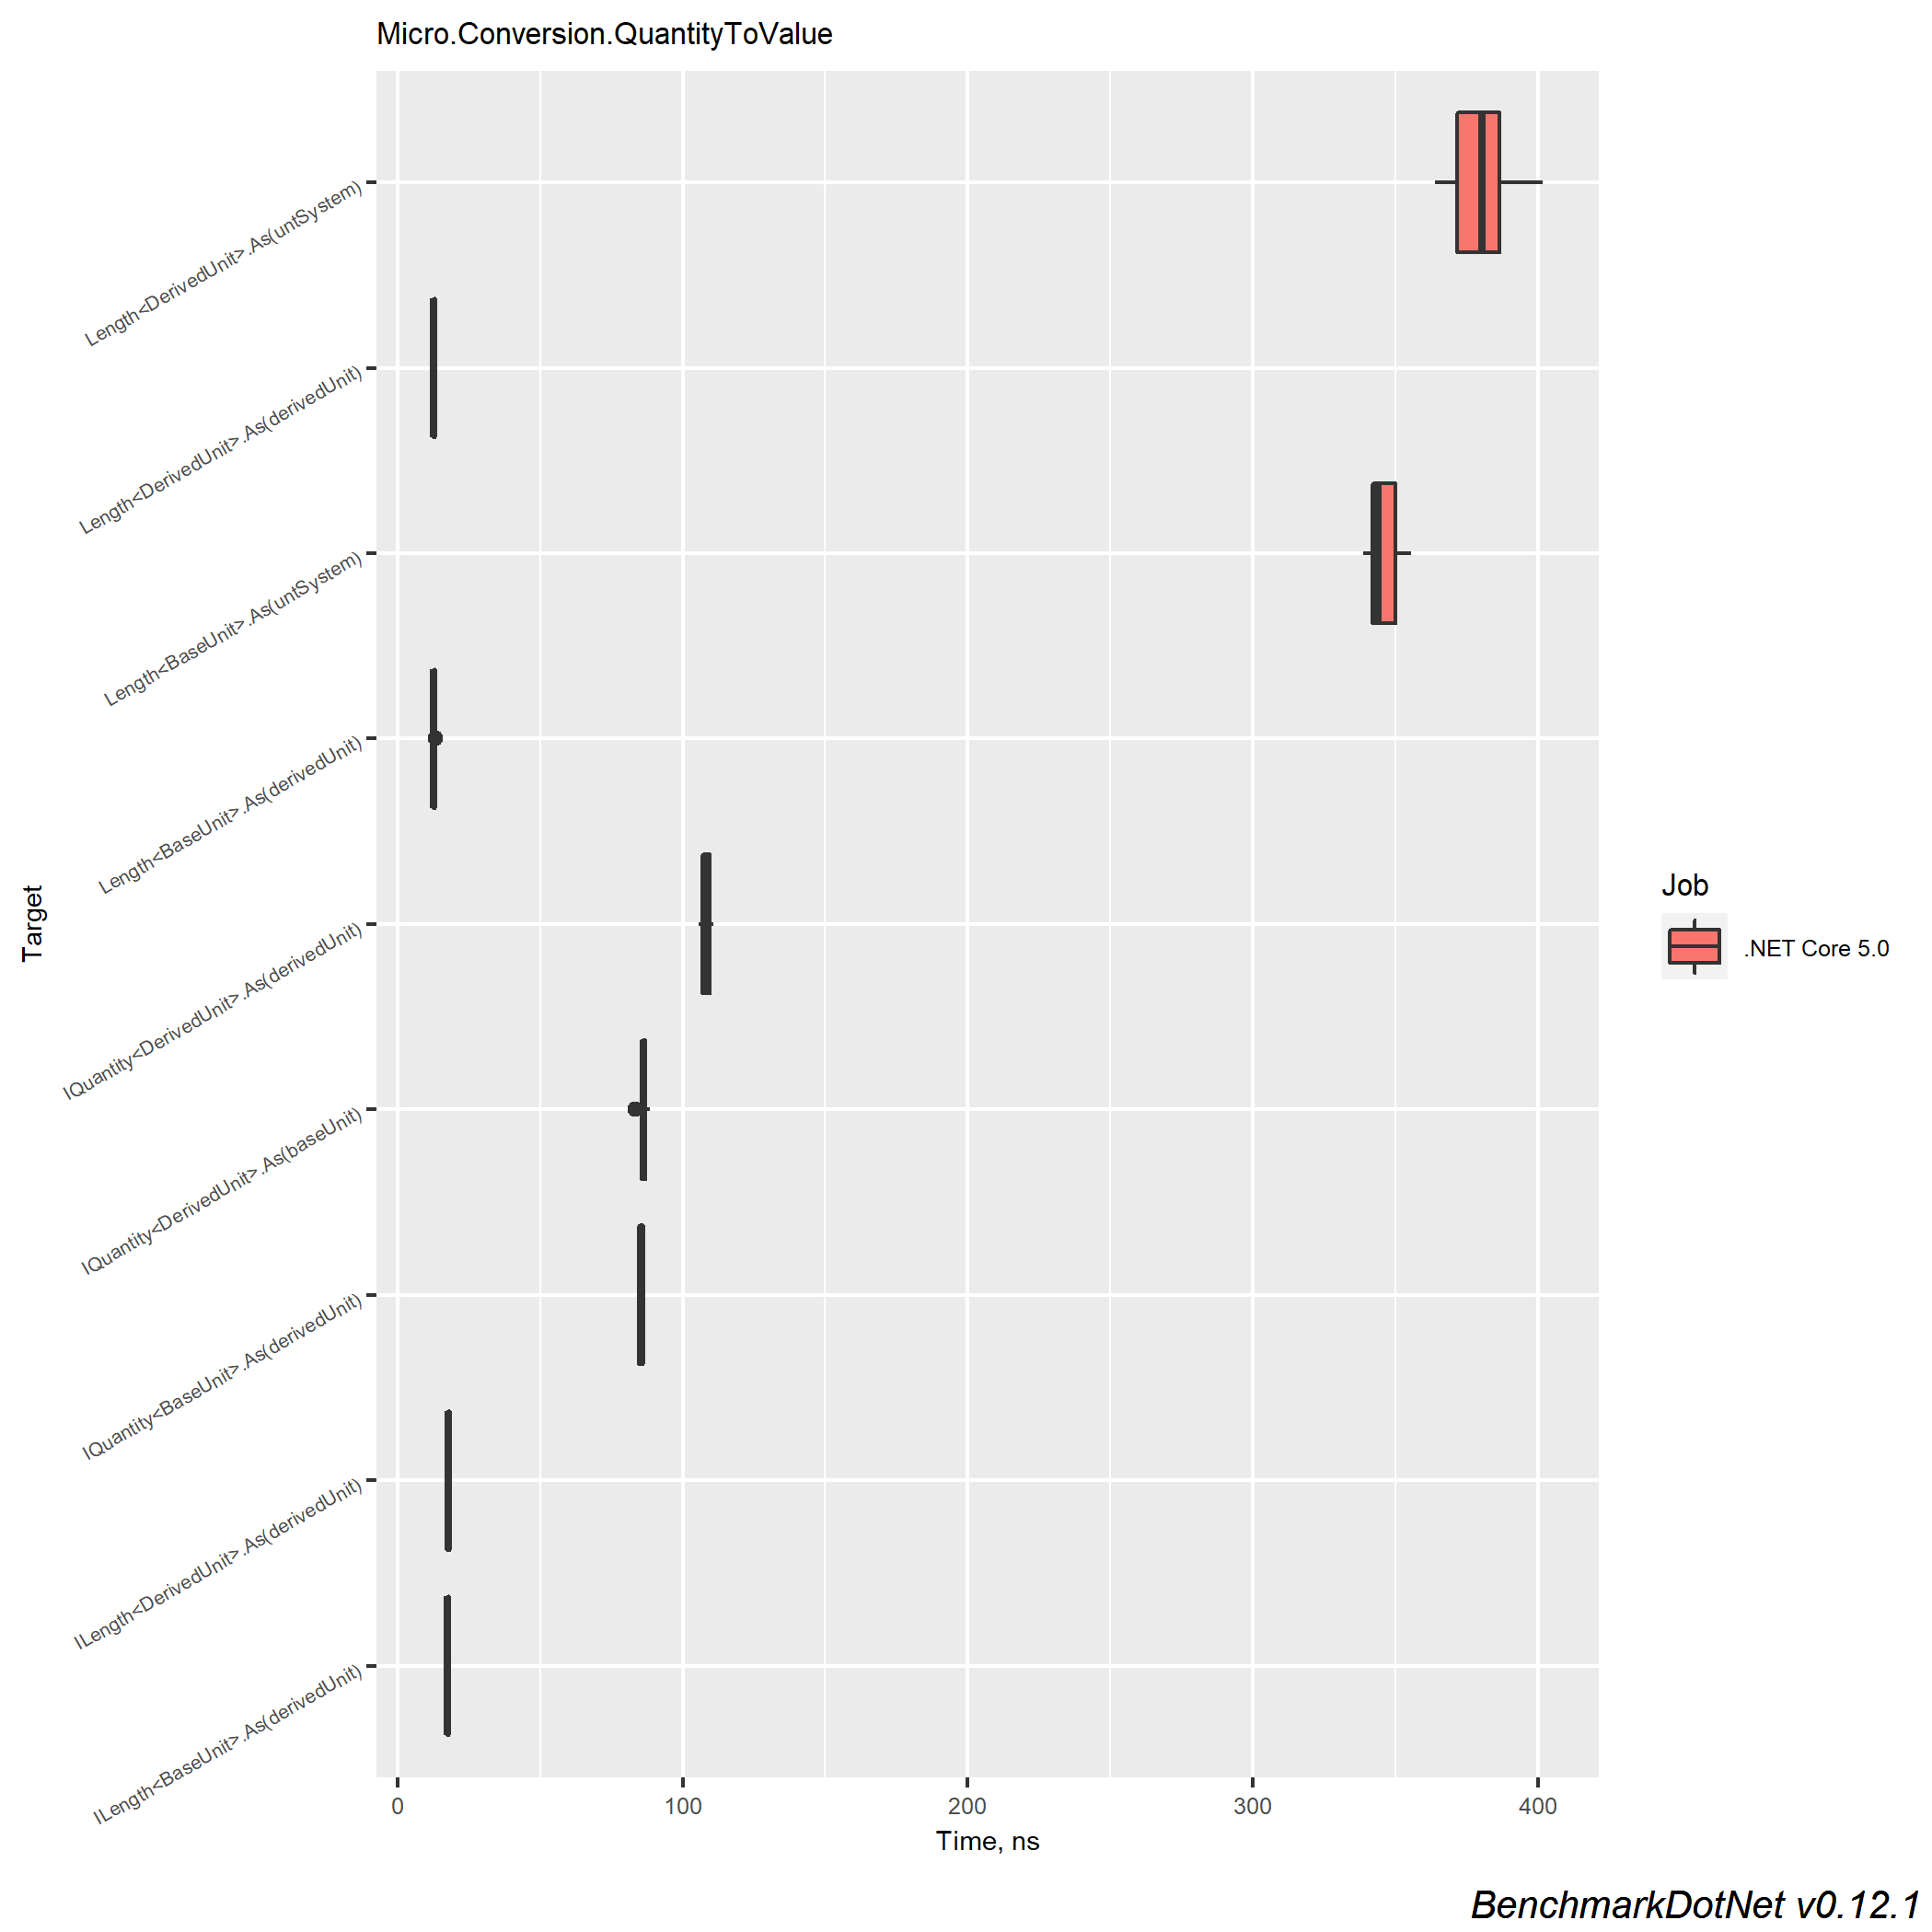 Micro.Conversion.QuantityToValue
Length<DerivedUnit>.As(untSystem)
Length<DerivedUnit>.As(derivedUnit)
Length<BaseUnit>.As(untSystem)
Length<BaseUnit>.As(derivedUnit)
IQuantity<DerivedUnit>.As(derivedUnit)
IQuantity<DerivedUnit>.As(baseUnit)
IQuantity<BaseUnit>.As(derivedUnit)
ILength<DerivedUnit>.As(derivedUnit)
ILength<BaseUnit>.As(derivedUnit)
Target
0 100 200 300 400
Time, ns
Job
.NET Core 5.0
BenchmarkDotNet v0.12.1